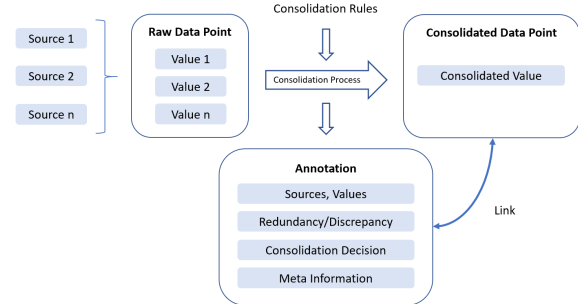 Consolidation Rules
Source 1
Source 2
Source n
Raw Data Point
Value 1
Value 2
Value n
Consolidation Process
Consolidated Data Point
Consolidated Value
Annotation
Sources, Values
Redundancy/Discrepancy
Consolidation Decision
Meta Information
Link